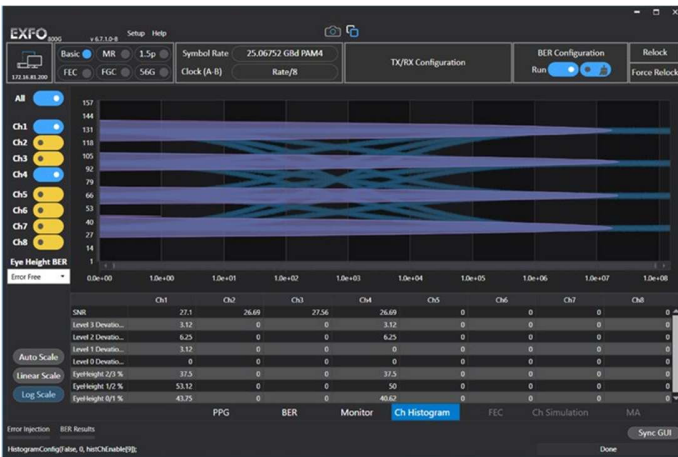 EXFO 800G v 6.7.1.0-B Setup Help
172.16.81.200
Basic MR 1.5p
FEC FGC 56G
Symbol Rate 25.06752 GBd PAM4
Clock (A-B) Rate/8
TX/RX Configuration
BER Configuration
Run
Relock
Force Relock
All
Ch1
Ch2
Ch3
Ch4
Ch5
Ch6
Ch7
Ch8
Eye Height BER
Error Free
Auto Scale
Linear Scale
Log Scale
157
144
131
118
105
92
79
66
53
40
27
14
1
0.0e+00 1.0e+00 1.0e+01 1.0e+02 1.0e+03 1.0e+04 1.0e+05 1.0e+06 1.0e+07 1.0e+08
Ch1 Ch2 Ch3 Ch4 Ch5 Ch6 Ch7 Ch8
SNR 27.1 26.69 27.56 26.69 0 0 0 0
Level 3 Devatio... 3.12 0 0 3.12 0 0 0 0
Level 2 Devatio... 6.25 0 0 6.25 0 0 0 0
Level 1 Devatio... 3.12 0 0 0 0 0 0 0
Level 0 Devatio... 0 0 0 0 0 0 0 0
EyeHeight 2/3 % 37.5 0 0 37.5 0 0 0 0
EyeHeight 1/2 % 53.12 0 0 50 0 0 0 0
EyeHeight 0/1 % 43.75 0 0 40.62 0 0 0 0
PPG BER Monitor Ch Histogram FEC Ch Simulation MA
Error Injection BER Results
Sync GUI
HistogramConfig(False, 0, histChEnable[9]);
Done